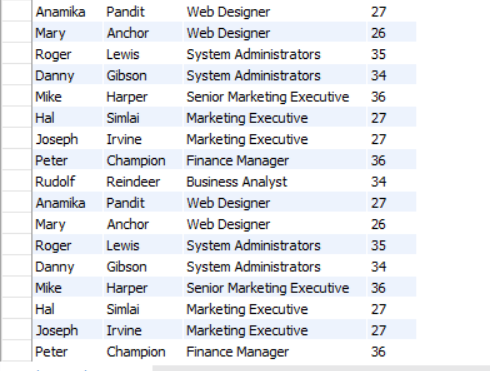 Anamika Pandit Web Designer 27
Mary Anchor Web Designer 26
Roger Lewis System Administrators 35
Danny Gibson System Administrators 34
Mike Harper Senior Marketing Executive 36
Hal Simlai Marketing Executive 27
Joseph Irvine Marketing Executive 27
Peter Champion Finance Manager 36
Rudolf Reindeer Business Analyst 34
Anamika Pandit Web Designer 27
Mary Anchor Web Designer 26
Roger Lewis System Administrators 35
Danny Gibson System Administrators 34
Mike Harper Senior Marketing Executive 36
Hal Simlai Marketing Executive 27
Joseph Irvine Marketing Executive 27
Peter Champion Finance Manager 36